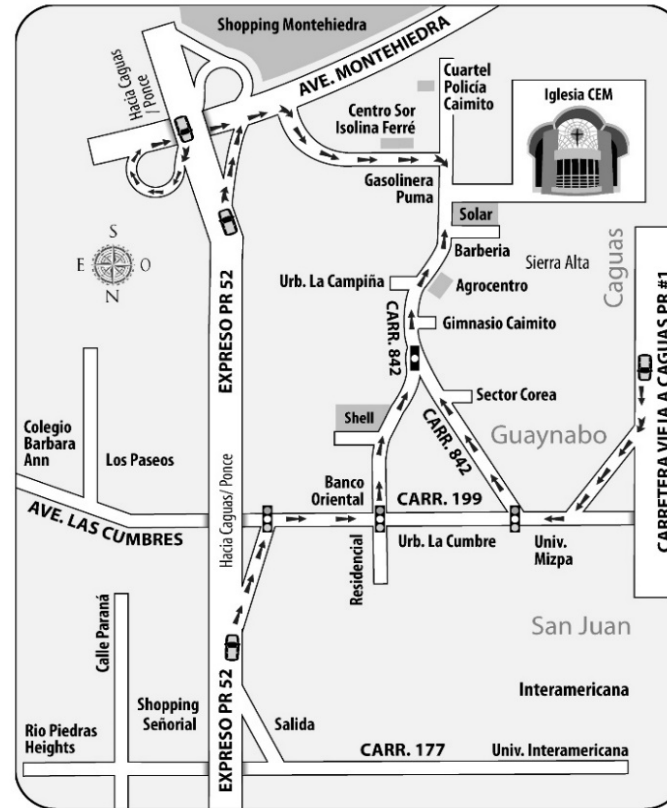 Shopping Montehiedra
AVE. MONTEHIEDRA
Hacia Caguas
/ Ponce
Cuartel
Policía
Caimito
Centro Sor
Isolina Ferré
Iglesia CEM
Gasolinera
Puma
Solar
Barberia
S
E
O
N
Sierra Alta
Caguas
Urb. La Campiña
Agrocentro
EXPRESO PR 52
CARR. 842
Gimnasio Caimito
CARRETERA VIEJA A CAGUAS PR #1
Sector Corea
Shell
CARR. 842
Guaynabo
Colegio
Barbara
Ann
Los Paseos
Hacia Caguas/ Ponce
Banco
Oriental
CARR. 199
AVE. LAS CUMBRES
Residencial
Urb. La Cumbre
Univ.
Mizpa
Calle Paraná
San Juan
EXPRESO PR 52
Shopping
Señorial
Salida
Interamericana
Rio Piedras
Heights
CARR. 177
Univ. Interamericana